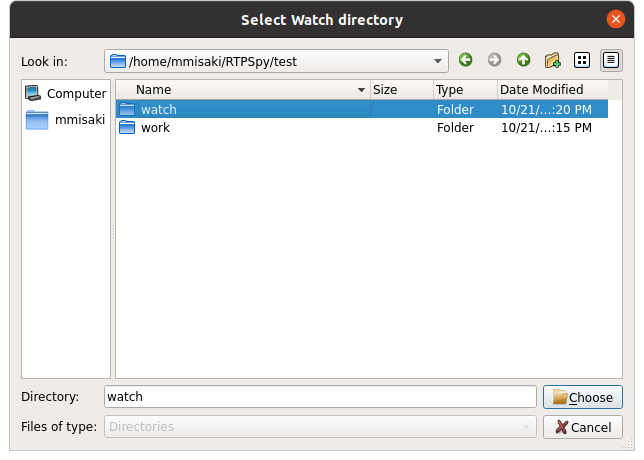 Select Watch directory
Look in: /home/mmisaki/RTPSpy/test
Computer
mmisaki
Name Size Type Date Modified
watch Folder 10/21/...:20 PM
work Folder 10/21/...:15 PM
Directory: watch Choose
Files of type: Directories Cancel